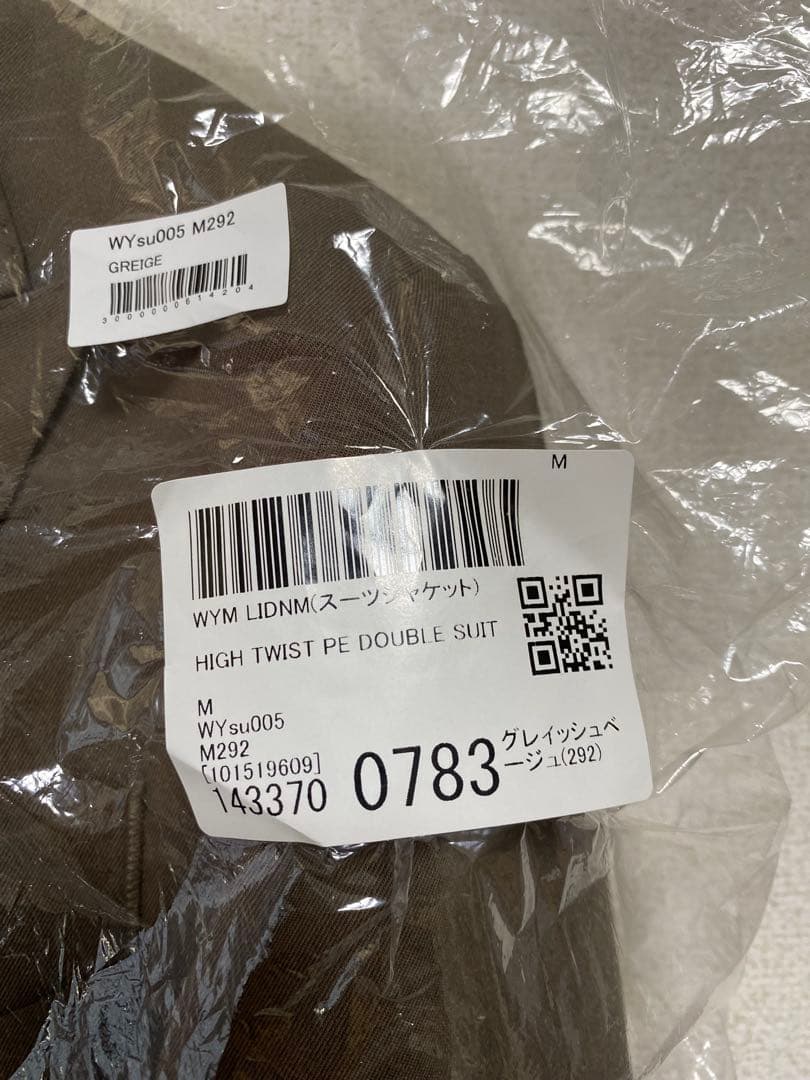 WYsu005 M292
GREIGE
3000000614204
M
WYM LIDNM(スーツジャケット)
HIGH TWIST PE DOUBLE SUIT
M
WYsu005
M292
[101519609]
143370 0783
グレイッシュベ
ージュ(292)